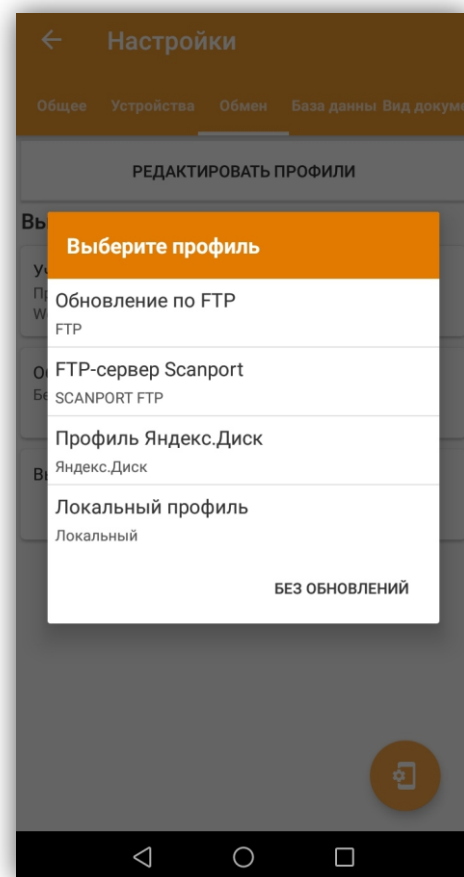 Настройки
Общее Устройства Обмен База данны Вид докуме
РЕДАКТИРОВАТЬ ПРОФИЛИ
Вы
Выберите профиль
Обновление по FTP
FTP
FTP-сервер Scanport
SCANPORT FTP
Профиль Яндекс.Диск
Яндекс.Диск
Локальный профиль
Локальный
БЕЗ ОБНОВЛЕНИЙ